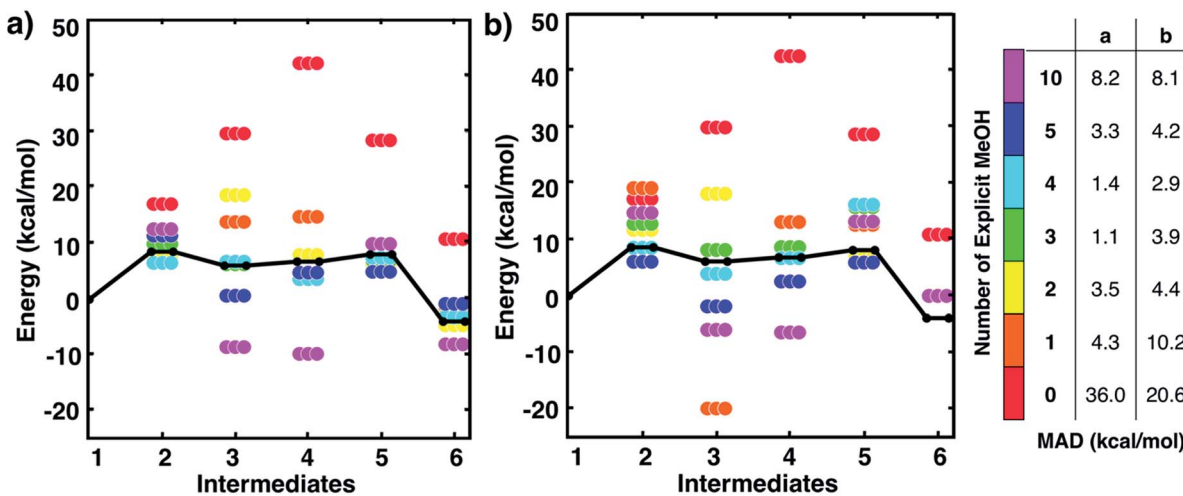 a)
50
40
30
20
10
0
-10
-20
Energy (kcal/mol)
1 2 3 4 5 6
Intermediates
b)
50
40
30
20
10
0
-10
-20
Energy (kcal/mol)
1 2 3 4 5 6
Intermediates
Number of Explicit MeOH
a b
10 8.2 8.1
5 3.3 4.2
4 1.4 2.9
3 1.1 3.9
2 3.5 4.4
1 4.3 10.2
0 36.0 20.6
MAD (kcal/mol)